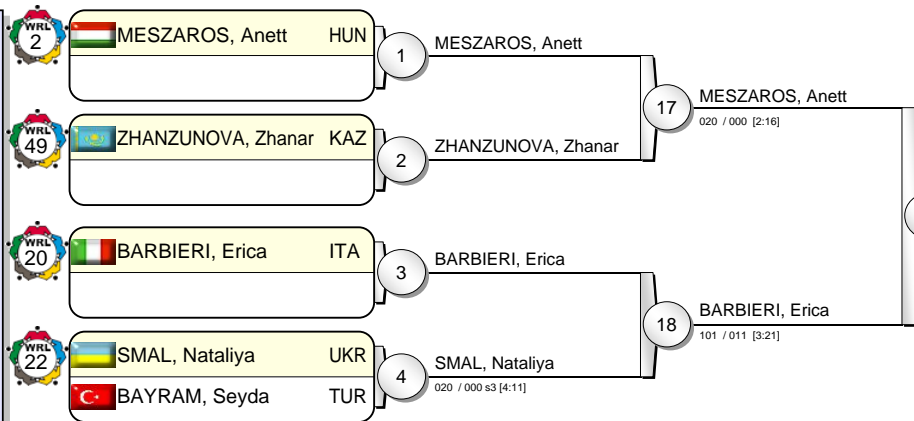 WRL
2
MESZAROS, Anett HUN
1
MESZAROS, Anett
17
MESZAROS, Anett
020 / 000 [2:16]
WRL
49
ZHANZUNOVA, Zhanar KAZ
2
ZHANZUNOVA, Zhanar
WRL
20
BARBIERI, Erica ITA
3
BARBIERI, Erica
18
BARBIERI, Erica
101 / 011 [3:21]
WRL
22
SMAL, Nataliya UKR
4
SMAL, Nataliya
020 / 000 s3 [4:11]
BAYRAM, Seyda TUR